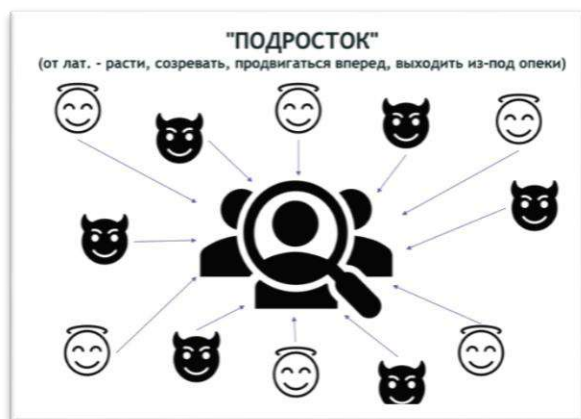 "ПОДРОСТОК"
(от лат. - расти, созревать, продвигаться вперед, выходить из-под опеки)